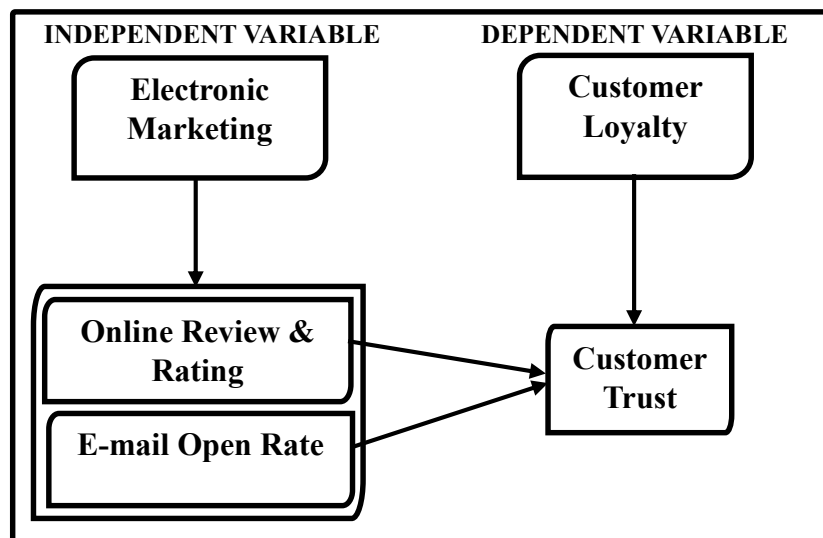 INDEPENDENT VARIABLE
DEPENDENT VARIABLE
Electronic
Marketing
Customer
Loyalty
Online Review &
Rating
E-mail Open Rate
Customer
Trust